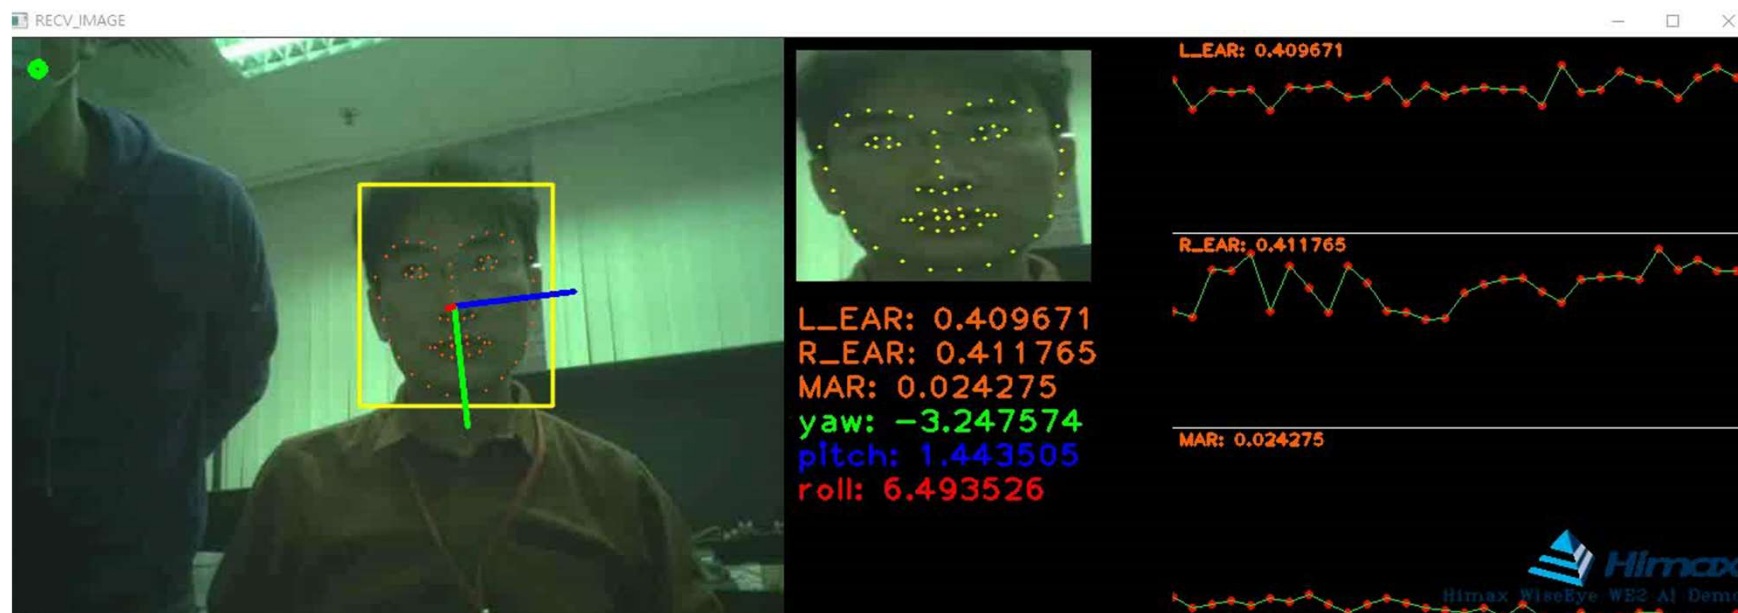 RECV_IMAGE
L_EAR: 0.409671
R_EAR: 0.411765
MAR: 0.024275
yaw: -3.247574
pitch: 1.443505
roll: 6.493526
L_EAR: 0.409671
R_EAR: 0.411765
MAR: 0.024275
Himax
Himax WiseEye WE2 AI Demo